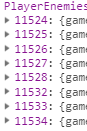 PlayerEnemies
▶ 11524: {game
▶ 11525: {game
▶ 11526: {game
▶ 11527: {game
▶ 11528: {game
▶ 11532: {game
▶ 11533: {game
▶ 11534: {game